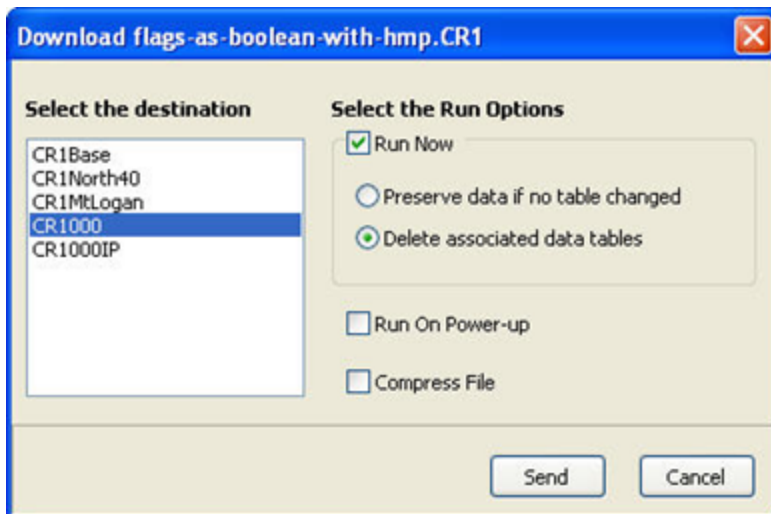 Download flags-as-boolean-with-hmp.CR1
Select the destination
CR1Base
CR1North40
CR1MtLogan
CR1000
CR1000IP
Select the Run Options
Run Now
Preserve data if no table changed
Delete associated data tables
Run On Power-up
Compress File
Send
Cancel